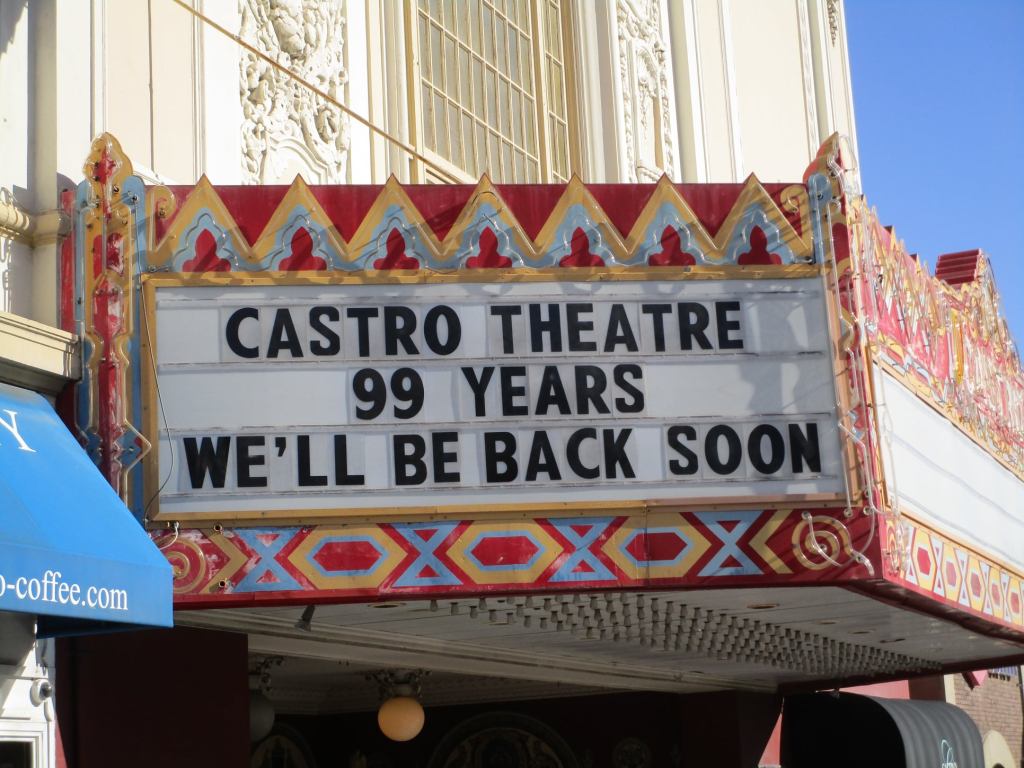 CASTRO THEATRE
99 YEARS
WE'LL BE BACK SOON
Y
o-coffee.com